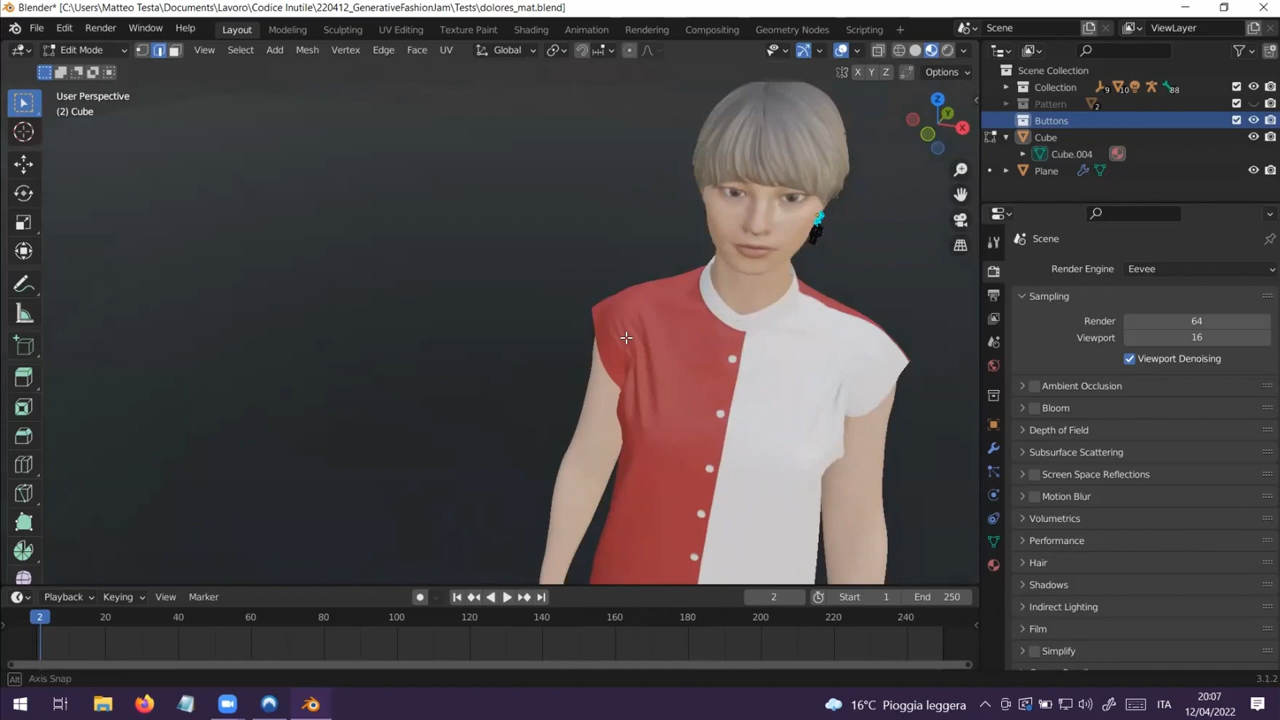 Blender* [C:\Users\Matteo Testa\Documents\Lavoro\Codice Inutile\220412_GenerativeFashionJam\Tests\dolores_mat.blend]
File Edit Render Window Help Layout Modeling Sculpting UV Editing Texture Paint Shading Animation Rendering Compositing Geometry Nodes Scripting + Scene ViewLayer
Edit Mode View Select Add Mesh Vertex Edge Face UV Global
X Y Z Options
User Perspective
(2) Cube
Z
Y
X
Scene Collection
Collection 9 10 88
Pattern 2
Buttons
Cube
Cube.004
Plane
Scene
Render Engine Eevee
Sampling
Render 64
Viewport 16
Viewport Denoising
Ambient Occlusion
Bloom
Depth of Field
Subsurface Scattering
Screen Space Reflections
Motion Blur
Volumetrics
Performance
Hair
Shadows
Indirect Lighting
Film
Simplify
Playback Keying View Marker 2 Start 1 End 250
2 20 40 60 80 100 120 140 160 180 200 220 240
Alt Axis Snap 3.1.2
16°C Pioggia leggera ITA 20:07
12/04/2022